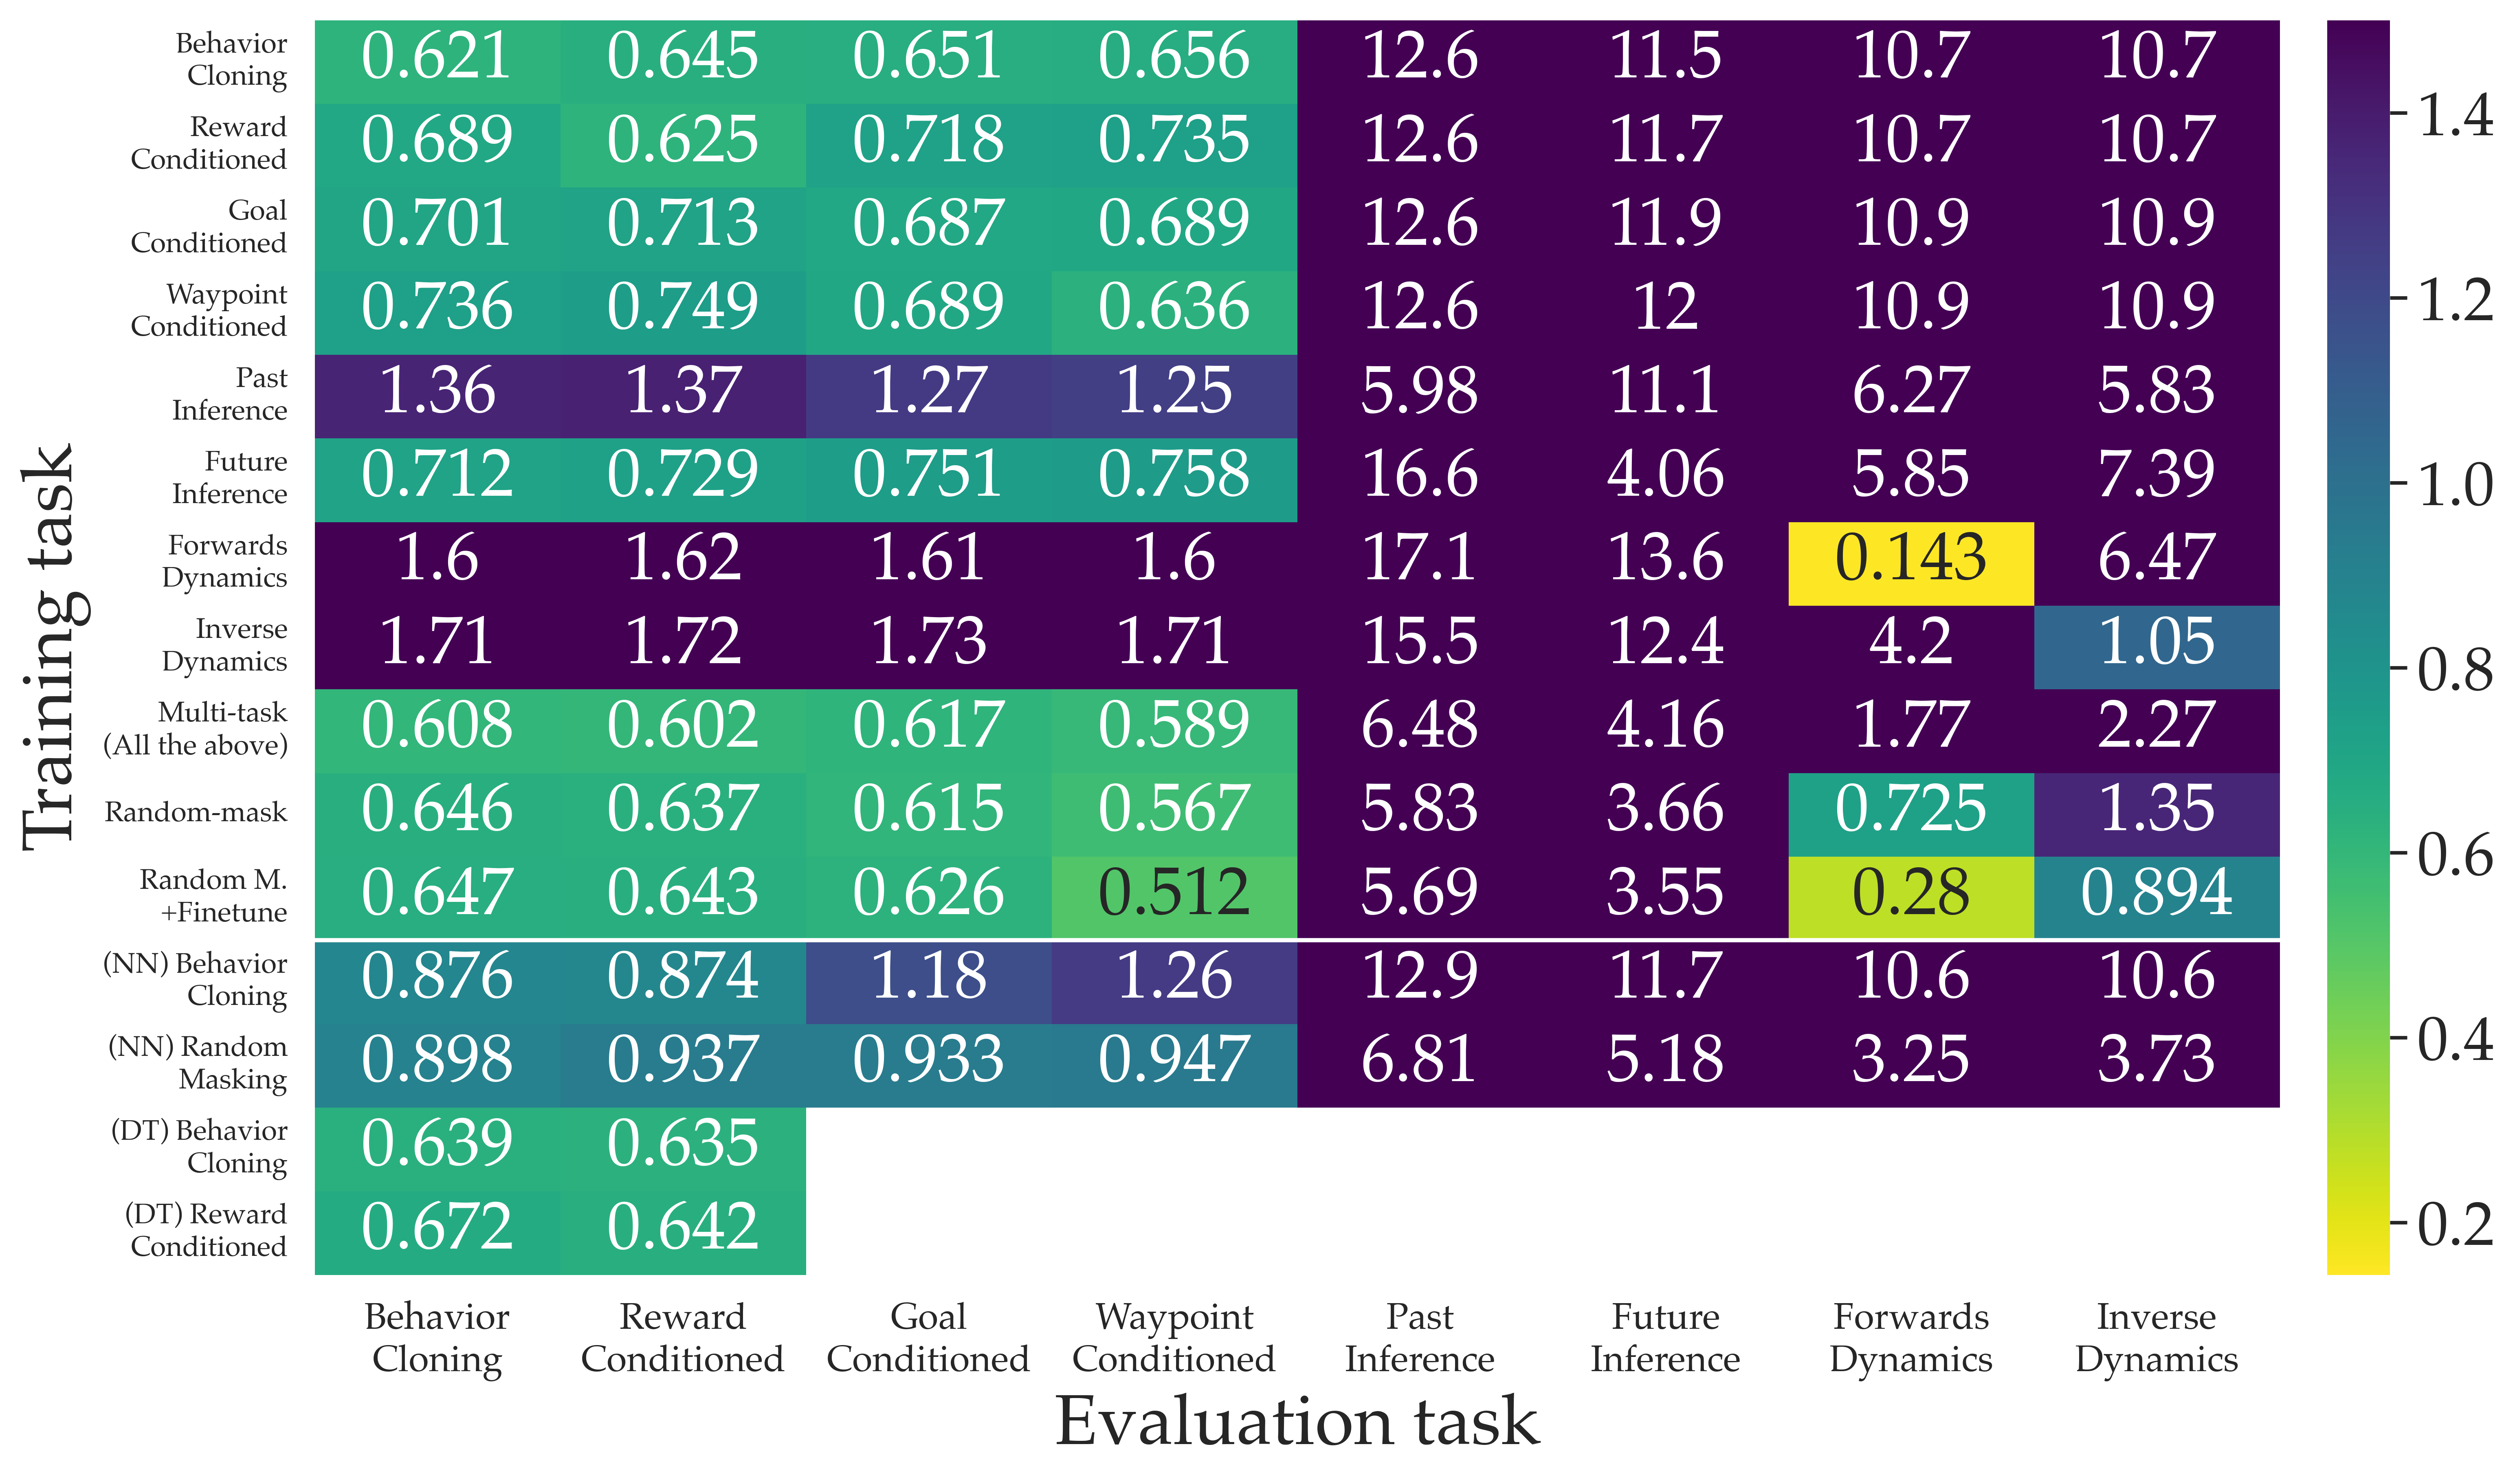 Training task
Behavior
Cloning
0.621 0.645 0.651 0.656 12.6 11.5 10.7 10.7
Reward
Conditioned
0.689 0.625 0.718 0.735 12.6 11.7 10.7 10.7
Goal
Conditioned
0.701 0.713 0.687 0.689 12.6 11.9 10.9 10.9
Waypoint
Conditioned
0.736 0.749 0.689 0.636 12.6 12 10.9 10.9
Past
Inference
1.36 1.37 1.27 1.25 5.98 11.1 6.27 5.83
Future
Inference
0.712 0.729 0.751 0.758 16.6 4.06 5.85 7.39
Forwards
Dynamics
1.6 1.62 1.61 1.6 17.1 13.6 0.143 6.47
Inverse
Dynamics
1.71 1.72 1.73 1.71 15.5 12.4 4.2 1.05
Multi-task
(All the above)
0.608 0.602 0.617 0.589 6.48 4.16 1.77 2.27
Random-mask
0.646 0.637 0.615 0.567 5.83 3.66 0.725 1.35
Random M.
+Finetune
0.647 0.643 0.626 0.512 5.69 3.55 0.28 0.894
(NN) Behavior
Cloning
0.876 0.874 1.18 1.26 12.9 11.7 10.6 10.6
(NN) Random
Masking
0.898 0.937 0.933 0.947 6.81 5.18 3.25 3.73
(DT) Behavior
Cloning
0.639 0.635
(DT) Reward
Conditioned
0.672 0.642
Behavior
Cloning
Reward
Conditioned
Goal
Conditioned
Waypoint
Conditioned
Past
Inference
Future
Inference
Forwards
Dynamics
Inverse
Dynamics
Evaluation task
1.4
1.2
1.0
0.8
0.6
0.4
0.2